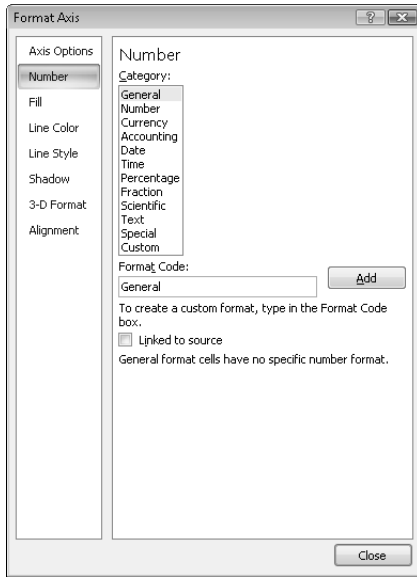 Format Axis
Axis Options
Number
Fill
Line Color
Line Style
Shadow
3-D Format
Alignment
Number
Category:
General
Number
Currency
Accounting
Date
Time
Percentage
Fraction
Scientific
Text
Special
Custom
Format Code:
General
Add
To create a custom format, type in the Format Code
box.
Linked to source
General format cells have no specific number format.
Close